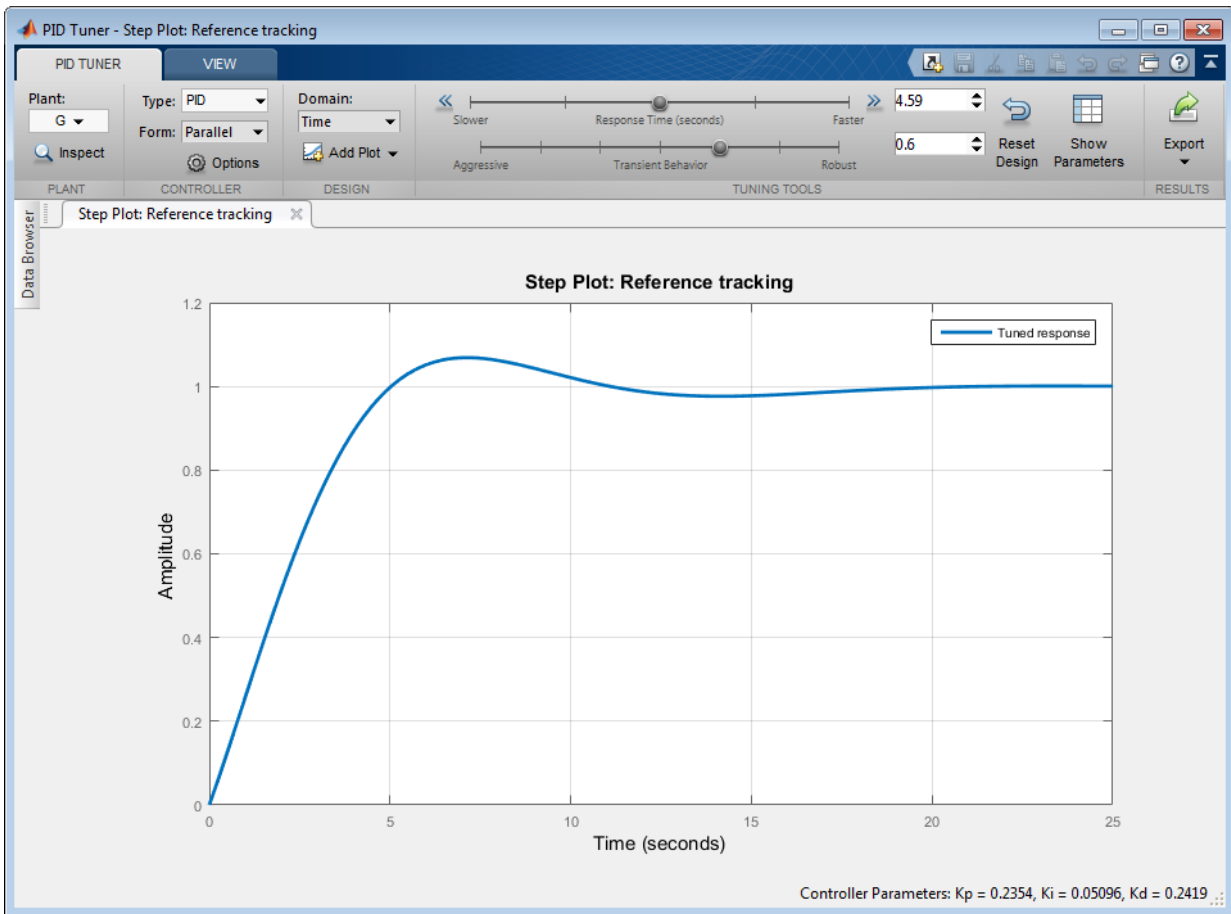 PID Tuner - Step Plot: Reference tracking
PID TUNER VIEW
Plant: Type: PID Domain: 4.59
G Form: Parallel Time Slower Response Time (seconds) Faster
Inspect Options Add Plot 0.6 Reset Design Show Parameters Export
Aggressive Transient Behavior Robust
PLANT CONTROLLER DESIGN TUNING TOOLS RESULTS
Data Browser
Step Plot: Reference tracking
Step Plot: Reference tracking
Tuned response
1.2
1
0.8
0.6
0.4
0.2
0
Amplitude
0 5 10 15 20 25
Time (seconds)
Controller Parameters: Kp = 0.2354, Ki = 0.05096, Kd = 0.2419